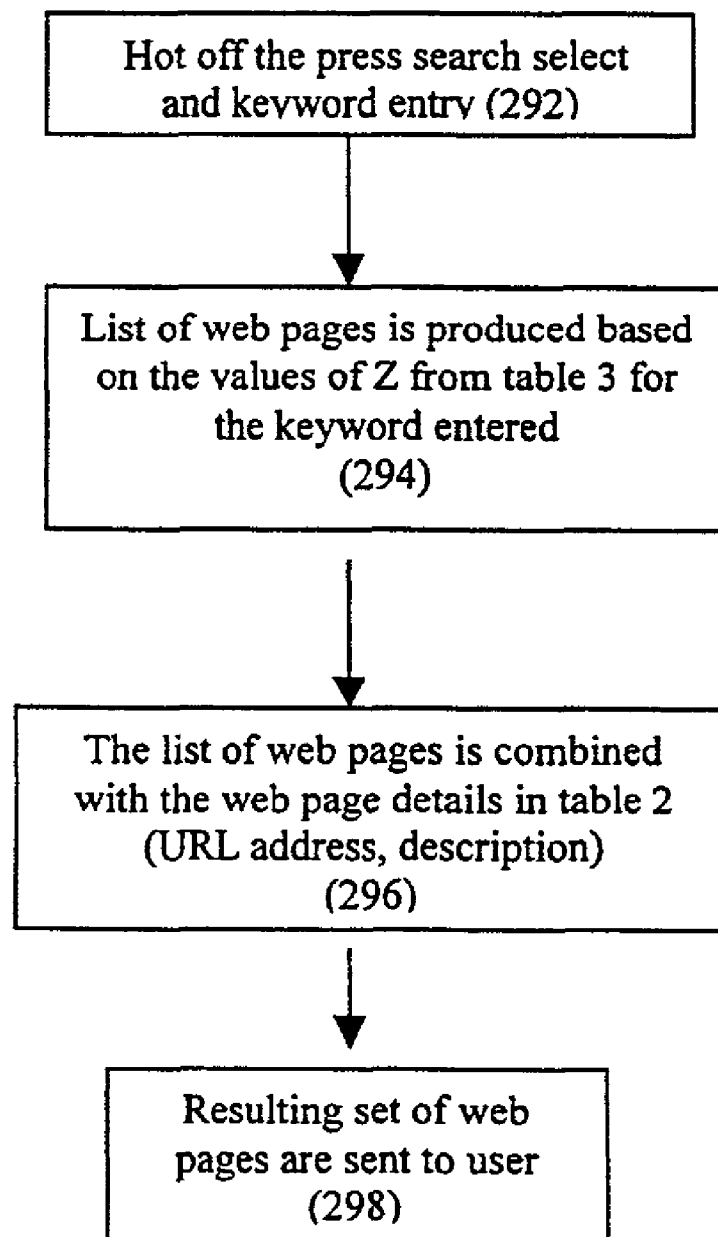 Hot off the press search select
and keyword entry (292)
List of web pages is produced based
on the values of Z from table 3 for
the keyword entered
(294)
The list of web pages is combined
with the web page details in table 2
(URL address, description)
(296)
Resulting set of web
pages are sent to user
(298)